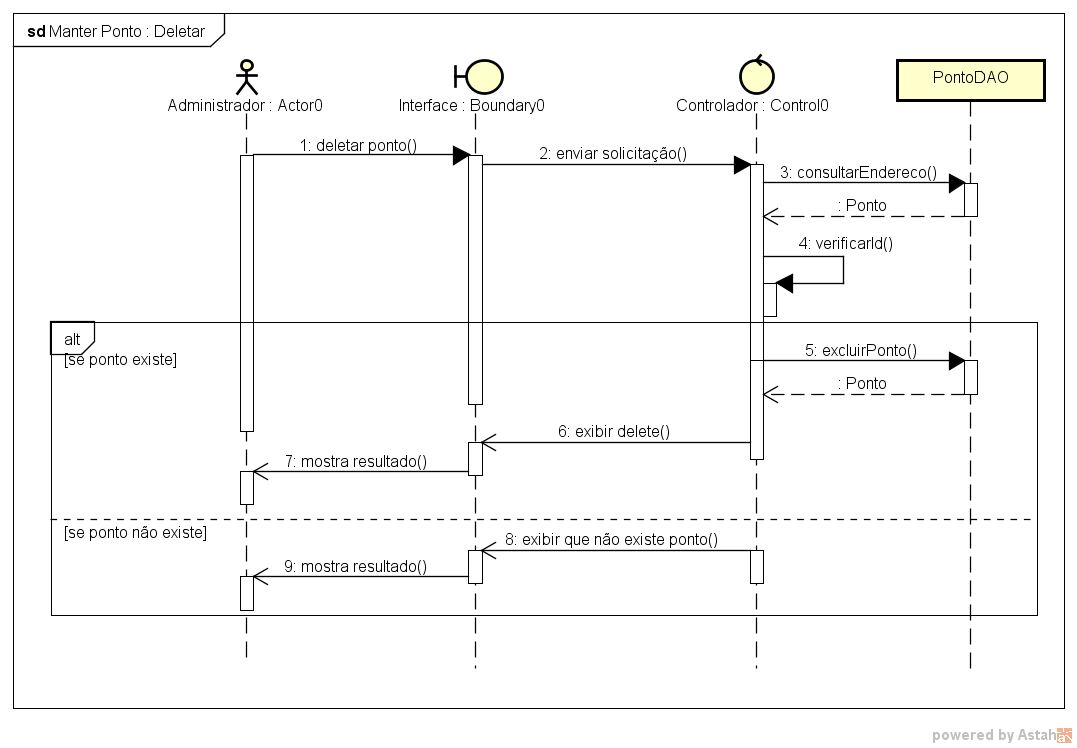 sd Manter Ponto : Deletar
Administrador : Actor0
Interface : Boundary0
Controlador : Control0
PontoDAO
1: deletar ponto()
2: enviar solicitação()
3: consultarEndereco()
: Ponto
4: verificarId()
alt
[se ponto existe]
5: excluirPonto()
: Ponto
6: exibir delete()
7: mostra resultado()
[se ponto não existe]
8: exibir que não existe ponto()
9: mostra resultado()
powered by Astah